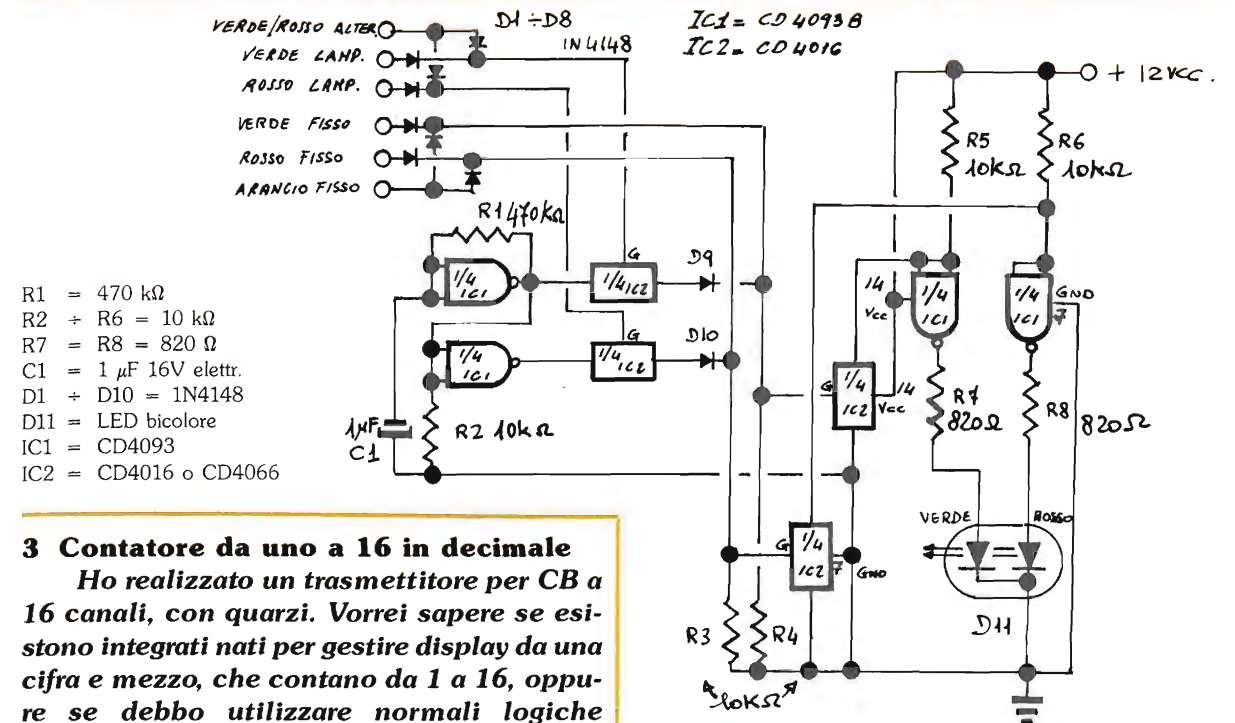 VERDE/ROSSO ALTER.
VERDE LAMP.
ROSSO LAMP.
VERDE FISSO
ROSSO FISSO
ARANCIO FISSO
D1 ÷ D8
1N4148
IC1 = CD4093B
IC2 = CD4016
+ 12VCC.
R5
10KΩ
R6
10KΩ
R1 470KΩ
G
1/4
IC1
1/4 IC2
D9
1/4
IC1
G
1/4
IC2
D10
1µF
C1
R2 10KΩ
G
1/4
IC2
14
Vcc
14
Vcc
1/4
IC1
1/4
IC1
GND
7
R7
820Ω
R8
820Ω
G
1/4
IC2
7
GND
R3
R4
10KΩ
VERDE
ROSSO
D11
R1 = 470 kΩ
R2 ÷ R6 = 10 kΩ
R7 = R8 = 820 Ω
C1 = 1 µF 16V elettr.
D1 ÷ D10 = 1N4148
D11 = LED bicolore
IC1 = CD4093
IC2 = CD4016 o CD4066
3 Contatore da uno a 16 in decimale
Ho realizzato un trasmettitore per CB a
16 canali, con quarzi. Vorrei sapere se esi-
stono integrati nati per gestire display da una
cifra e mezzo, che contano da 1 a 16, oppu-
re se debbo utilizzare normali logiche